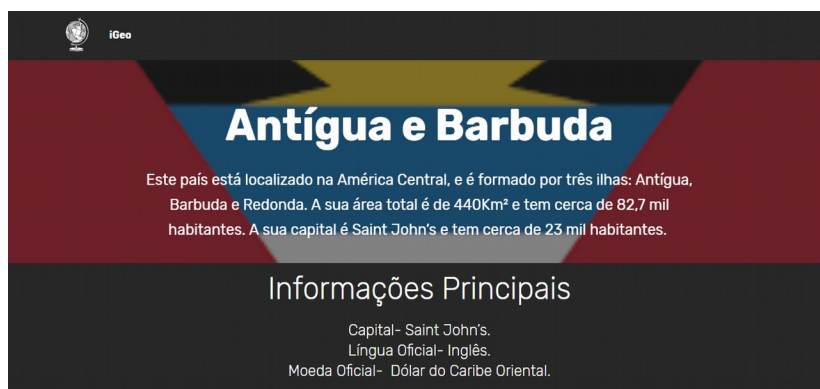 iGeo
Antígua e Barbuda
Este país está localizado na América Central, e é formado por três ilhas: Antígua,
Barbuda e Redonda. A sua área total é de 440Km² e tem cerca de 82,7 mil
habitantes. A sua capital é Saint John's e tem cerca de 23 mil habitantes.
Informações Principais
Capital- Saint John's.
Língua Oficial- Inglês.
Moeda Oficial- Dólar do Caribe Oriental.